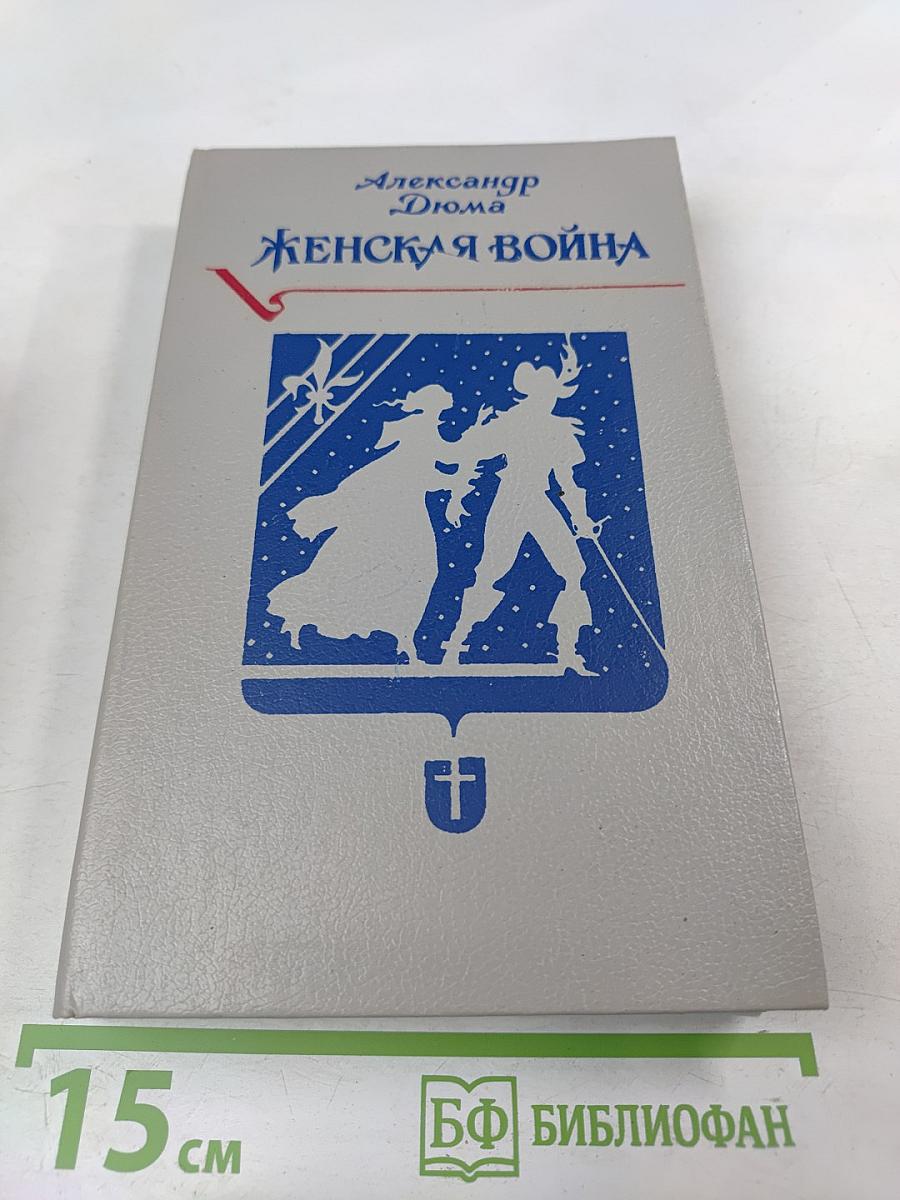 Александр
Дюма
ЖЕНСКАЯ ВОЙНА
15 см
БФ БИБЛИОФАН